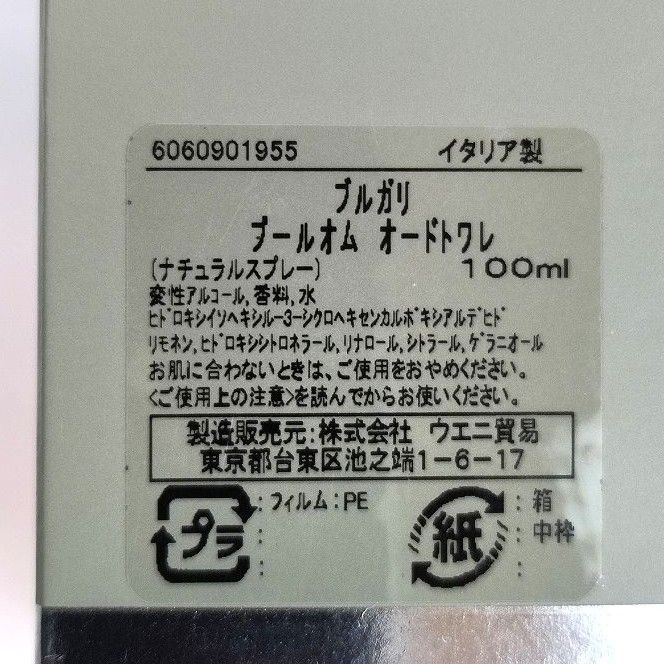 6060901955 イタリア製
ブルガリ
プールオム オードトワレ
(ナチュラルスプレー) 100ml
変性アルコール,香料,水
ヒドロキシイソヘキシル-3-シクロヘキセンカルボキシアルデヒド
リモネン,ヒドロキシシトロネラール,リナロール,シトラール,ゲラニオール
お肌に合わないときは、ご使用をおやめください。
<ご使用上の注意>を読んでからお使いください。
製造販売元:株式会社 ウエニ貿易
東京都台東区池之端1-6-17
プラ :フィルム:PE
紙 :箱
:中枠